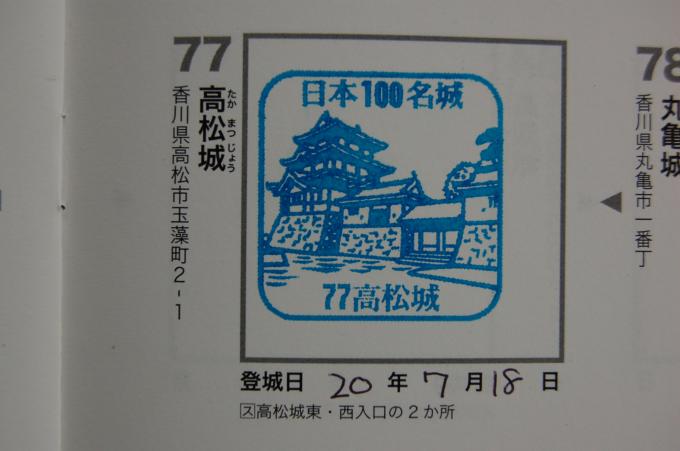 77
高松城
たか まつ じょう
香川県高松市玉藻町2-1
日本100名城
77高松城
登城日 20 年 7 月 18 日
ス高松城東・西入口の2か所
78
丸亀城
香川県丸亀市一番丁